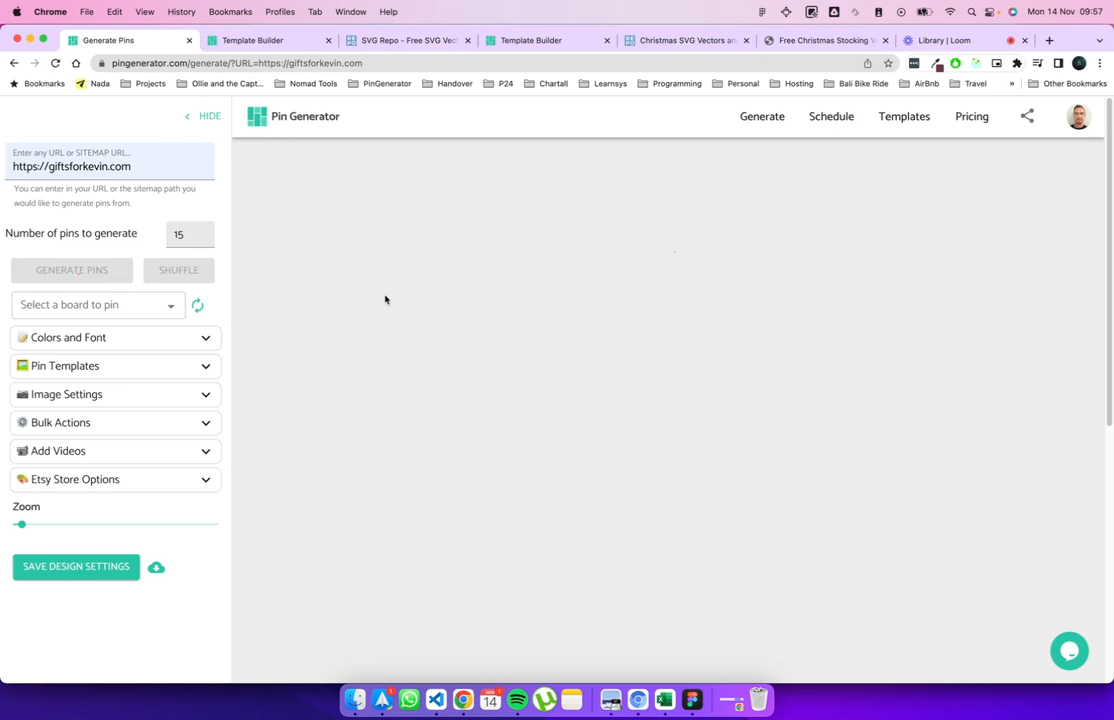 Chrome File Edit View History Bookmarks Profiles Tab Window Help Mon 14 Nov 09:57
Generate Pins Template Builder SVG Repo - Free SVG Vect Template Builder Christmas SVG Vectors an Free Christmas Stocking V Library | Loom
pingenerator.com/generate/?URL=https://giftsforkevin.com
Bookmarks Nayag Projects Ollie and the Capt... Nomad Tools PinGenerator Handover P24 Chartall Learnsys Programming Personal Hosting Bali Bike Ride AirBnb Travel » Other Bookmarks
HIDE
Pin Generator Generate Schedule Templates Pricing
Enter any URL or SITEMAP URL...
https://giftsforkevin.com
You can enter in your URL or the sitemap path you
would like to generate pins from.
Number of pins to generate 15
GENERATE PINS SHUFFLE
Select a board to pin
Colors and Font
Pin Templates
Image Settings
Bulk Actions
Add Videos
Etsy Store Options
Zoom
SAVE DESIGN SETTINGS
NOV
14
1